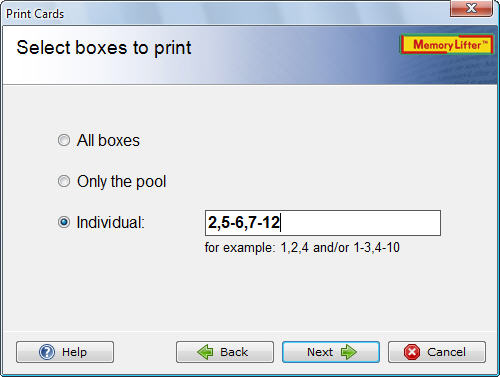 Print Cards
Select boxes to print
MemoryLifter™
All boxes
Only the pool
Individual:
2,5-6,7-12
for example: 1,2,4 and/or 1-3,4-10
Help
Back
Next
Cancel